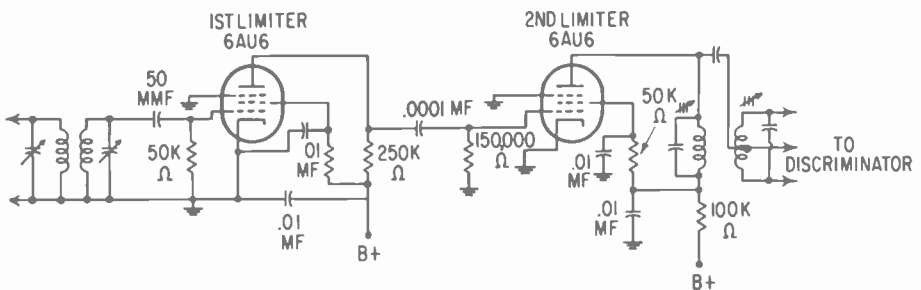 1ST LIMITER
6AU6
2ND LIMITER
6AU6
50
MMF
50K
Ω
.01
MF
.01
MF
250K
Ω
B+
.0001 MF
150,000
Ω
.01
MF
50K
Ω
.01
MF
100K
Ω
B+
TO
DISCRIMINATOR